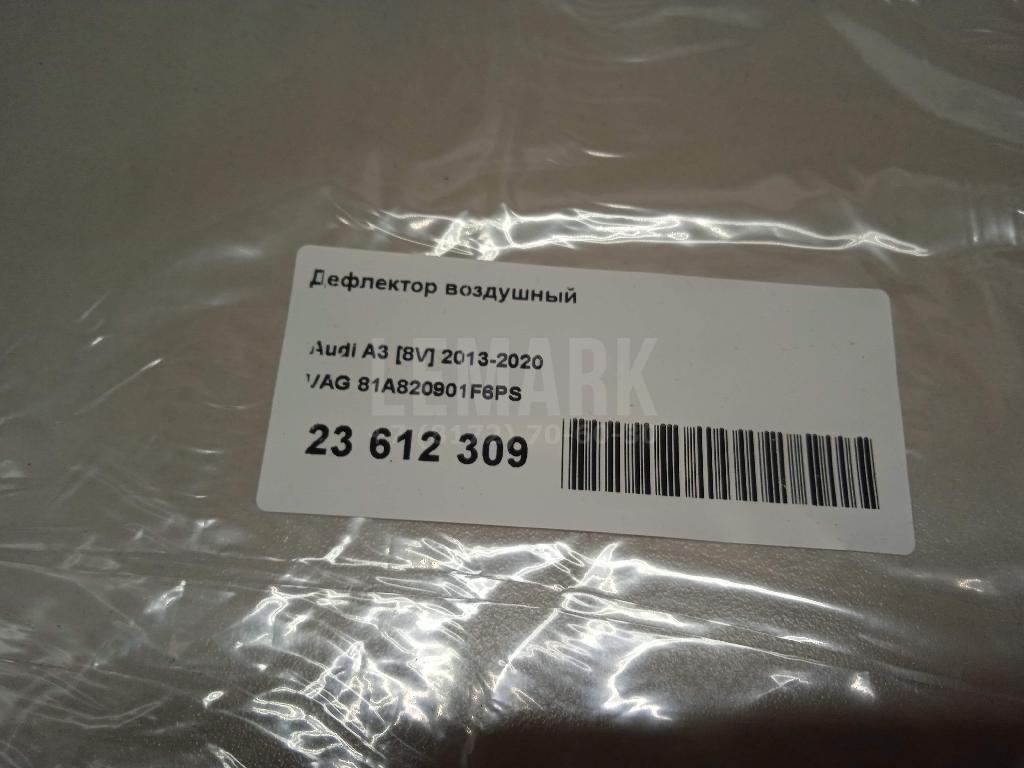 Дефлектор воздушный
Audi A3 [8V] 2013-2020
VAG 81A820901F6PS
LEMARK
23 612 309